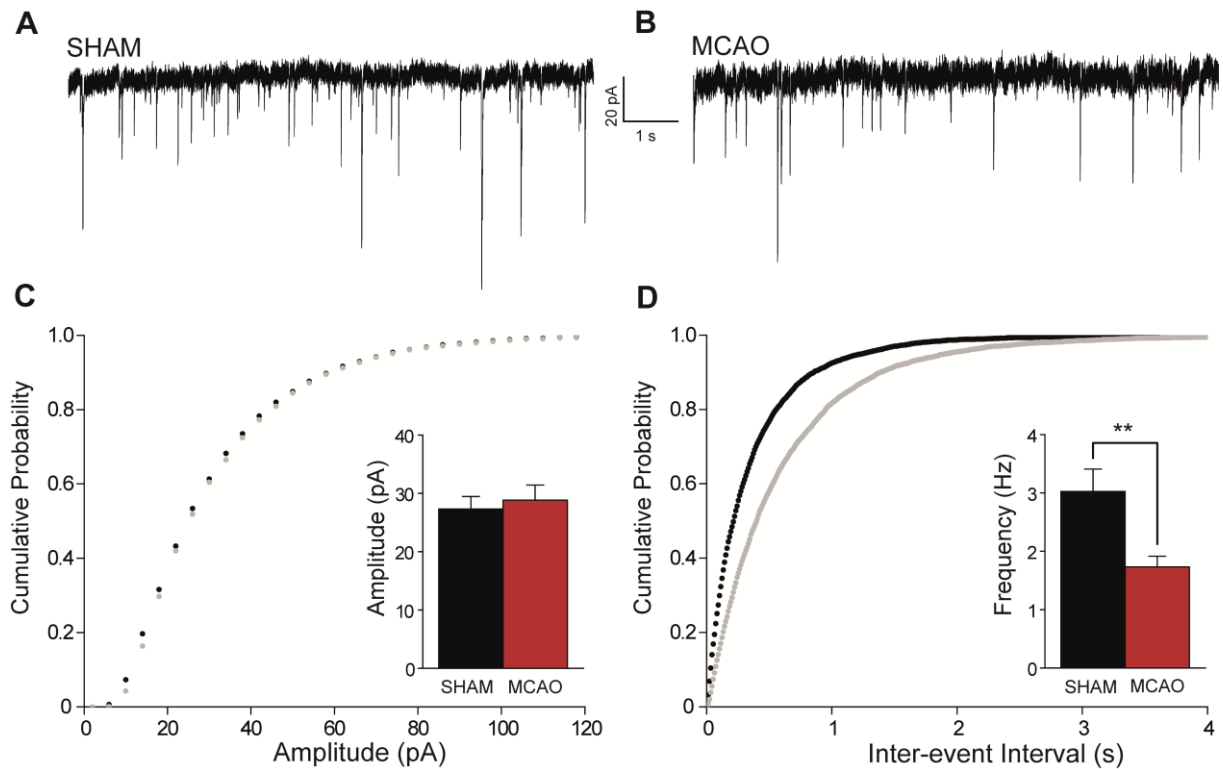 A
SHAM
B
MCAO
20 pA
1 s
C
Cumulative Probability
1.0
0.8
0.6
0.4
0.2
0
0
20
40
60
80
100
120
Amplitude (pA)
Amplitude (pA)
40
30
20
10
0
SHAM
MCAO
D
Cumulative Probability
1.0
0.8
0.6
0.4
0.2
0
0
1
2
3
4
Inter-event Interval (s)
Frequency (Hz)
4
3
2
1
0
**
SHAM
MCAO